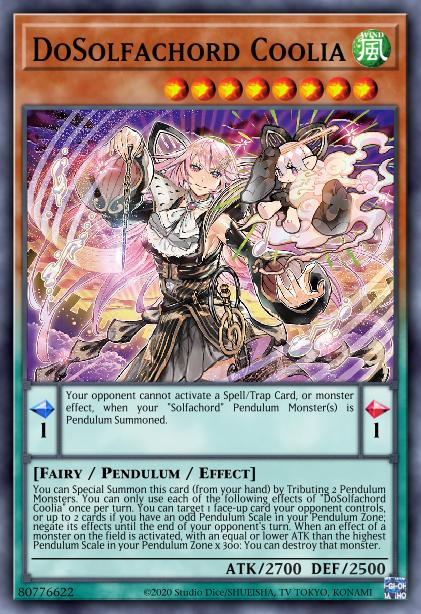 DoSolfachord Coolia
WIND
風
Your opponent cannot activate a Spell/Trap Card, or monster
effect, when your "Solfachord" Pendulum Monster(s) is
Pendulum Summoned.
1
1
[Fairy / Pendulum / Effect]
You can Special Summon this card (from your hand) by Tributing 2 Pendulum
Monsters. You can only use each of the following effects of "DoSolfachord
Coolia" once per turn. You can target 1 face-up card your opponent controls,
or up to 2 cards if you have an odd Pendulum Scale in your Pendulum Zone;
negate its effects until the end of your opponent's turn. When an effect of a
monster on the field is activated, with an equal or lower ATK than the highest
Pendulum Scale in your Pendulum Zone x 300: You can destroy that monster.
ATK/2700 DEF/2500
80776622
©2020 Studio Dice/SHUEISHA, TV TOKYO, KONAMI